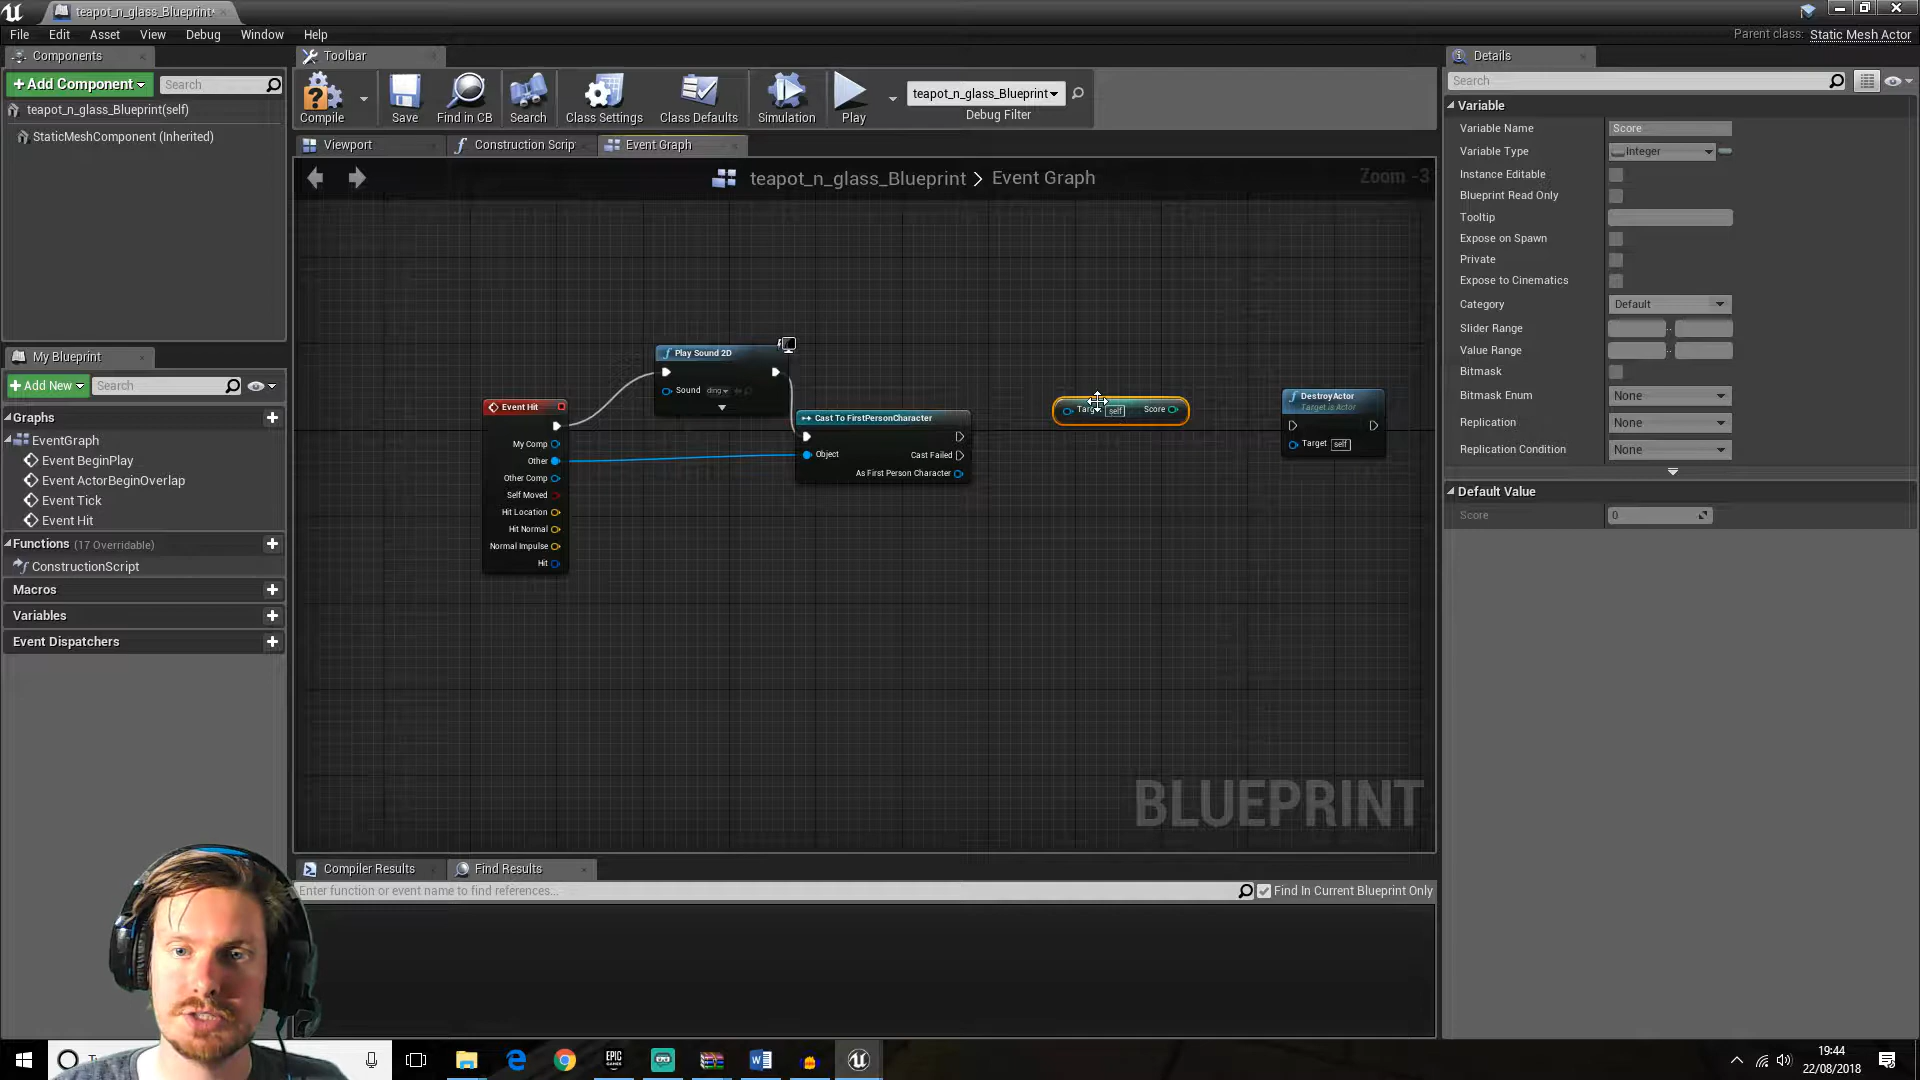 teapot_n_glass_Blueprint*
File Edit Asset View Debug Window Help
Parent class: Static Mesh Actor
Components
+Add Component
Search
teapot_n_glass_Blueprint(self)
StaticMeshComponent (Inherited)
Toolbar
Compile
Save
Find in CB
Search
Class Settings
Class Defaults
Simulation
Play
teapot_n_glass_Blueprint
Debug Filter
Viewport
Construction Scrip
Event Graph
teapot_n_glass_Blueprint > Event Graph
Zoom -3
My Blueprint
+Add New
Search
Graphs
EventGraph
Event BeginPlay
Event ActorBeginOverlap
Event Tick
Event Hit
Functions (17 Overridable)
ConstructionScript
Macros
Variables
Event Dispatchers
Event Hit
My Comp
Other
Other Comp
Self Moved
Hit Location
Hit Normal
Normal Impulse
Hit
Play Sound 2D
Sound ding
Cast To FirstPersonCharacter
Object
Cast Failed
As First Person Character
self Score
DestroyActor
Target is Actor
Target self
BLUEPRINT
Compiler Results
Find Results
Enter function or event name to find references...
Find In Current Blueprint Only
Details
Search
Variable
Variable Name Score
Variable Type Integer
Instance Editable
Blueprint Read Only
Tooltip
Expose on Spawn
Private
Expose to Cinematics
Category Default
Slider Range
Value Range
Bitmask
Bitmask Enum None
Replication None
Replication Condition None
Default Value
Score 0
EPIC GAMES
19:44
22/08/2018